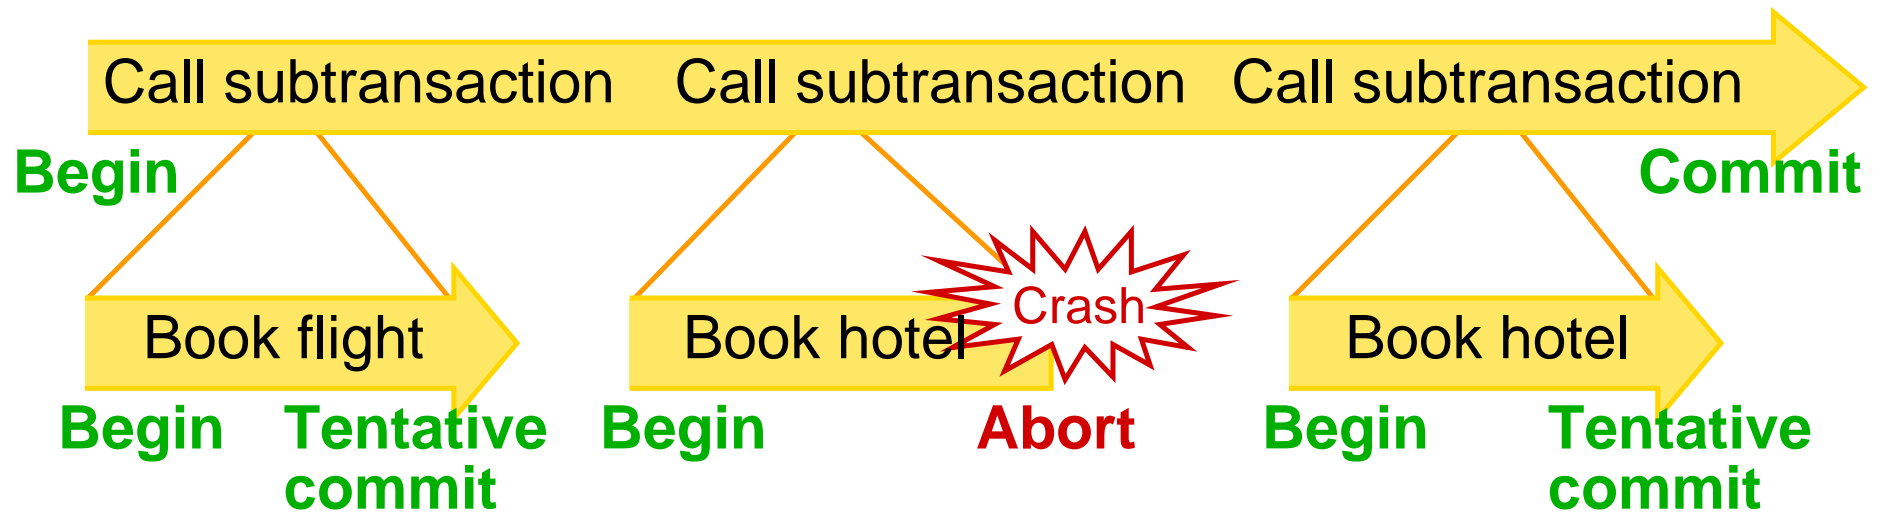 Call subtransaction Call subtransaction Call subtransaction
Begin Commit
Crash
Book flight Book hotel Book hotel
Begin Tentative commit Begin Abort Begin Tentative commit